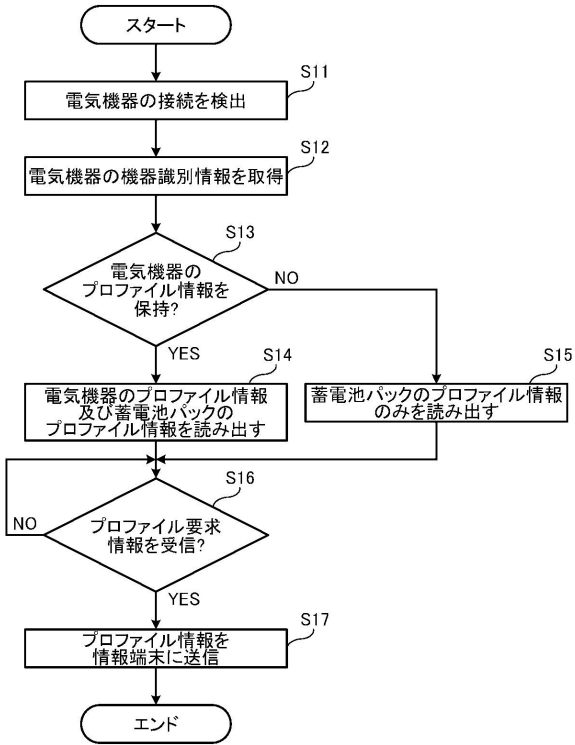 スタート
S11
電気機器の接続を検出
S12
電気機器の機器識別情報を取得
S13
電気機器の
プロファイル情報を
保持?
NO
YES
S14
電気機器のプロファイル情報
及び蓄電池パックの
プロファイル情報を読み出す
S15
蓄電池パックのプロファイル情報
のみを読み出す
S16
プロファイル要求
情報を受信?
NO
YES
S17
プロファイル情報を
情報端末に送信
エンド